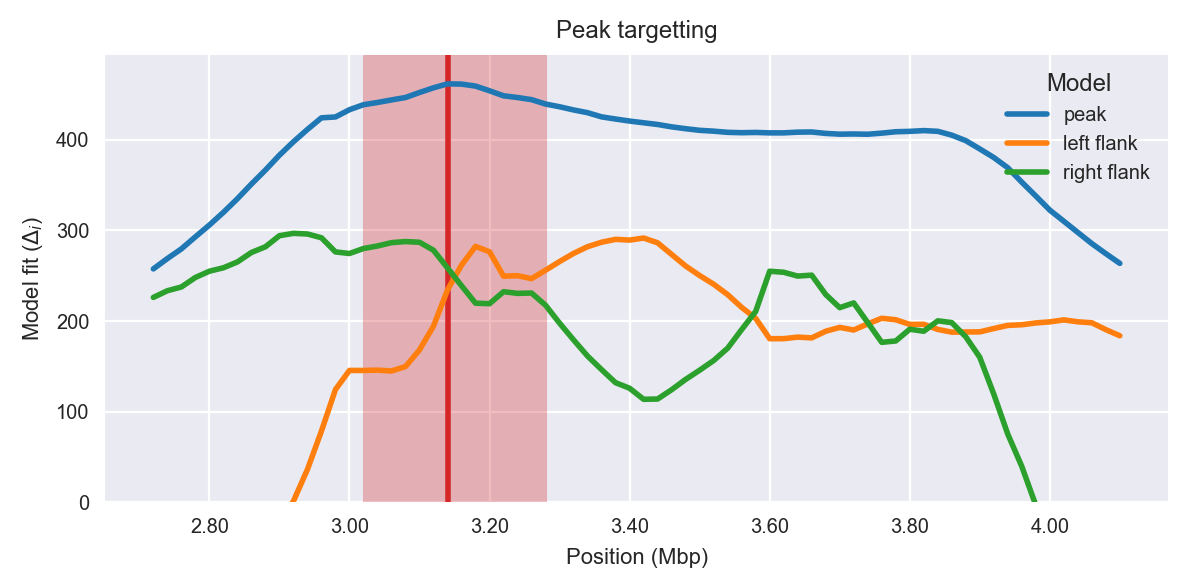 Peak targetting
Model
peak
left flank
right flank
Model fit (Δi)
400
300
200
100
0
2.80 3.00 3.20 3.40 3.60 3.80 4.00
Position (Mbp)